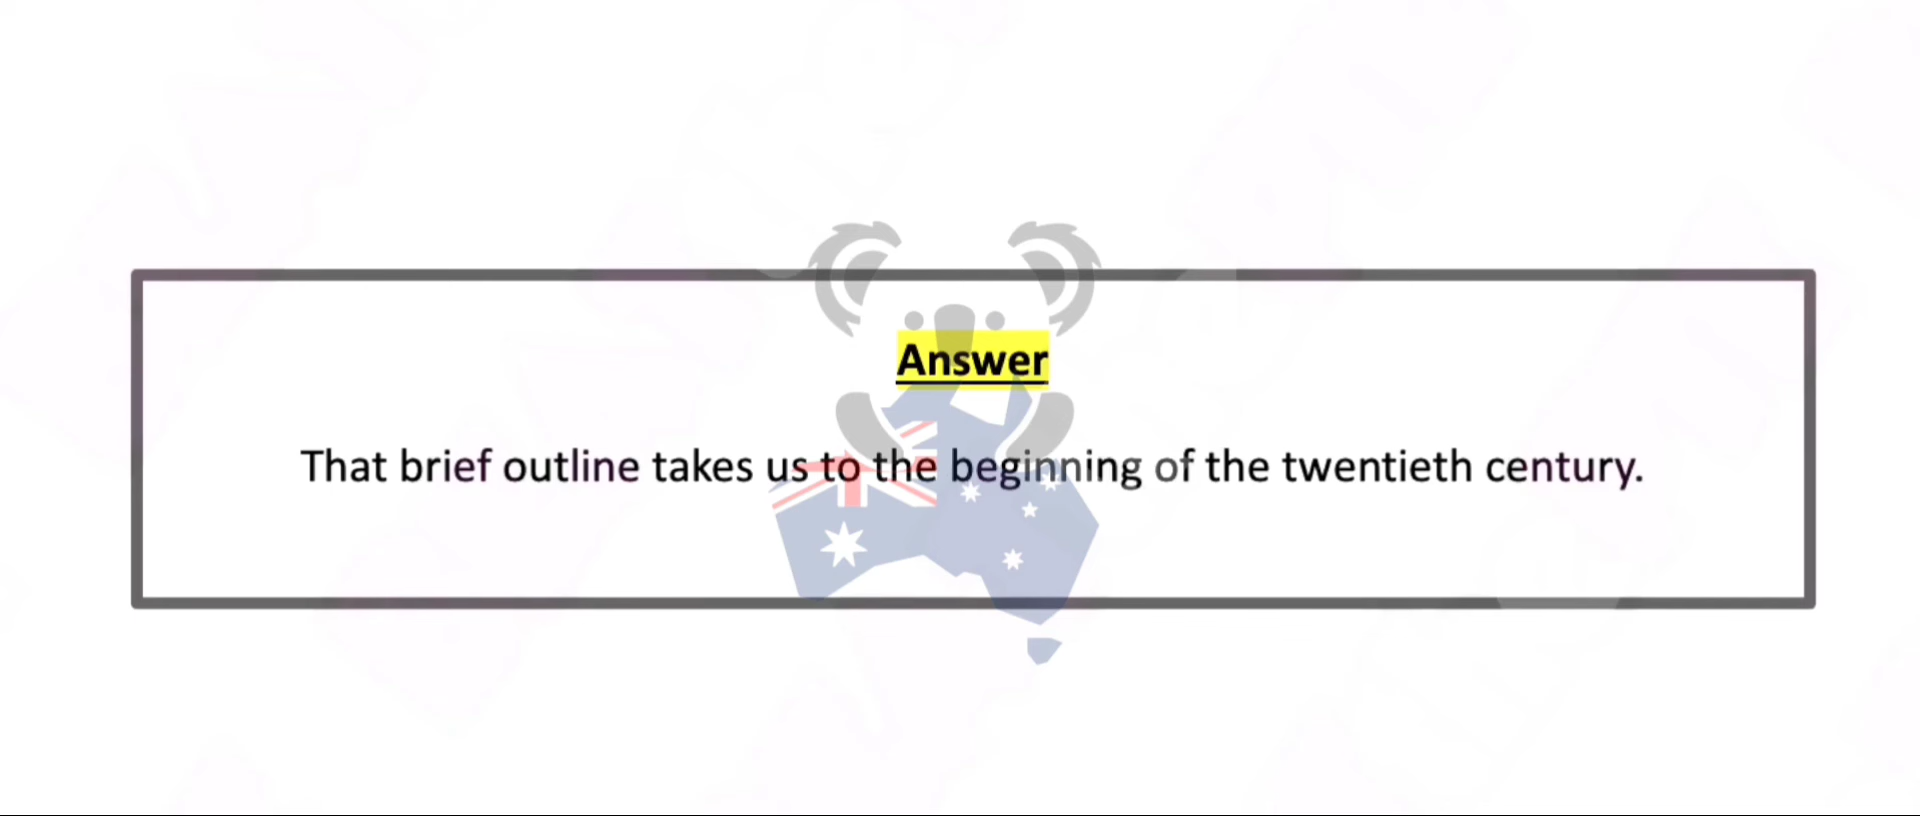 Answer
That brief outline takes us to the beginning of the twentieth century.